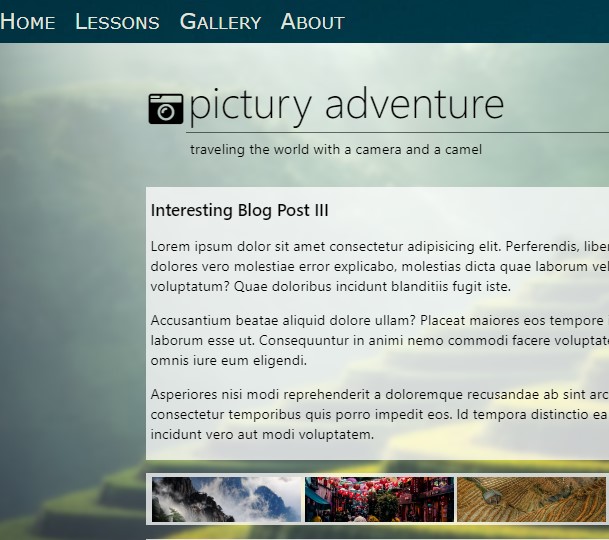 Home Lessons Gallery About
pictury adventure
traveling the world with a camera and a camel
Interesting Blog Post III
Lorem ipsum dolor sit amet consectetur adipisicing elit. Perferendis,
dolores vero molestiae error explicabo, molestias dicta quae laborum
voluptatum? Quae doloribus incidunt blanditiis fugit iste.
Accusantium beatae aliquid dolore ullam? Placeat maiores eos tempore
laborum esse ut. Consequuntur in animi nemo commodi facere
omnis iure eum eligendi.
Asperiores nisi modi reprehenderit a doloremque recusandae ab sint
consectetur temporibus quis porro impedit eos. Id tempora distinctio ea
incidunt vero aut modi voluptatem.